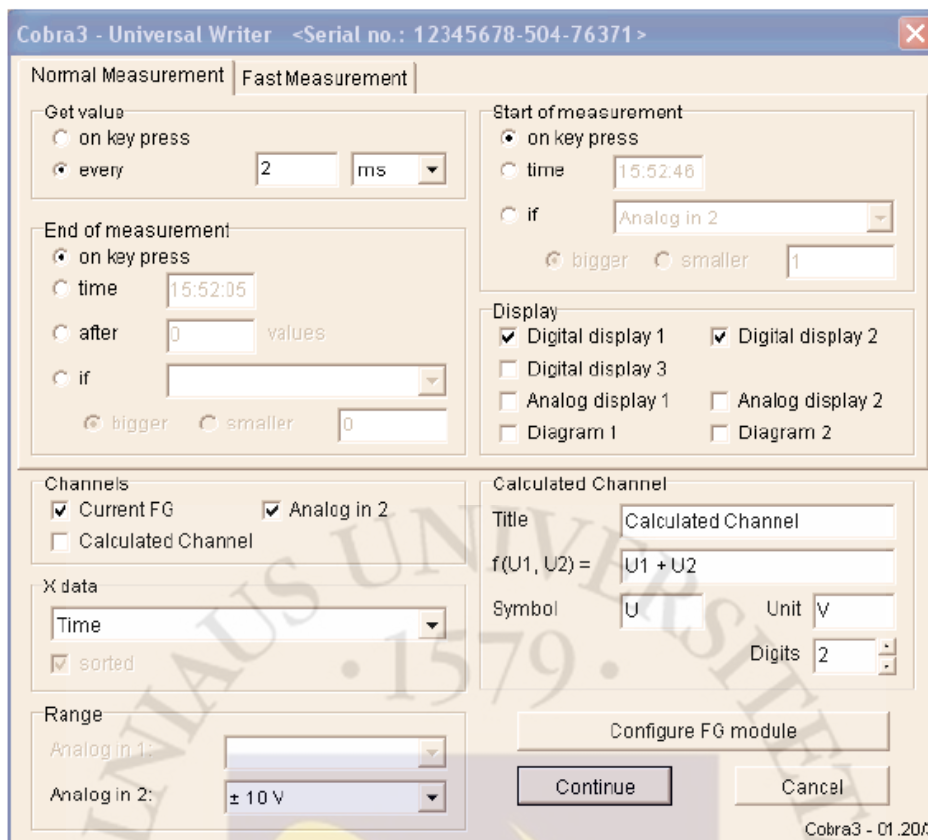 Cobra3 - Universal Writer <Serial no.: 12345678-504-76371>
Normal Measurement Fast Measurement
Get value
on key press
every 2 ms
End of measurement
on key press
time 15:52:05
after 0 values
if
bigger smaller 0
Start of measurement
on key press
time 15:52:46
if Analog in 2
bigger smaller 1
Display
Digital display 1 Digital display 2
Digital display 3
Analog display 1 Analog display 2
Diagram 1 Diagram 2
Channels
Current FG Analog in 2
Calculated Channel
X data
Time
sorted
Range
Analog in 1:
Analog in 2: ± 10 V
Calculated Channel
Title Calculated Channel
f(U1, U2) = U1 + U2
Symbol U Unit V
Digits 2
Configure FG module
Continue Cancel
Cobra3 - 01.20/
LNIAUS UNIVERSITET
· 1579 ·